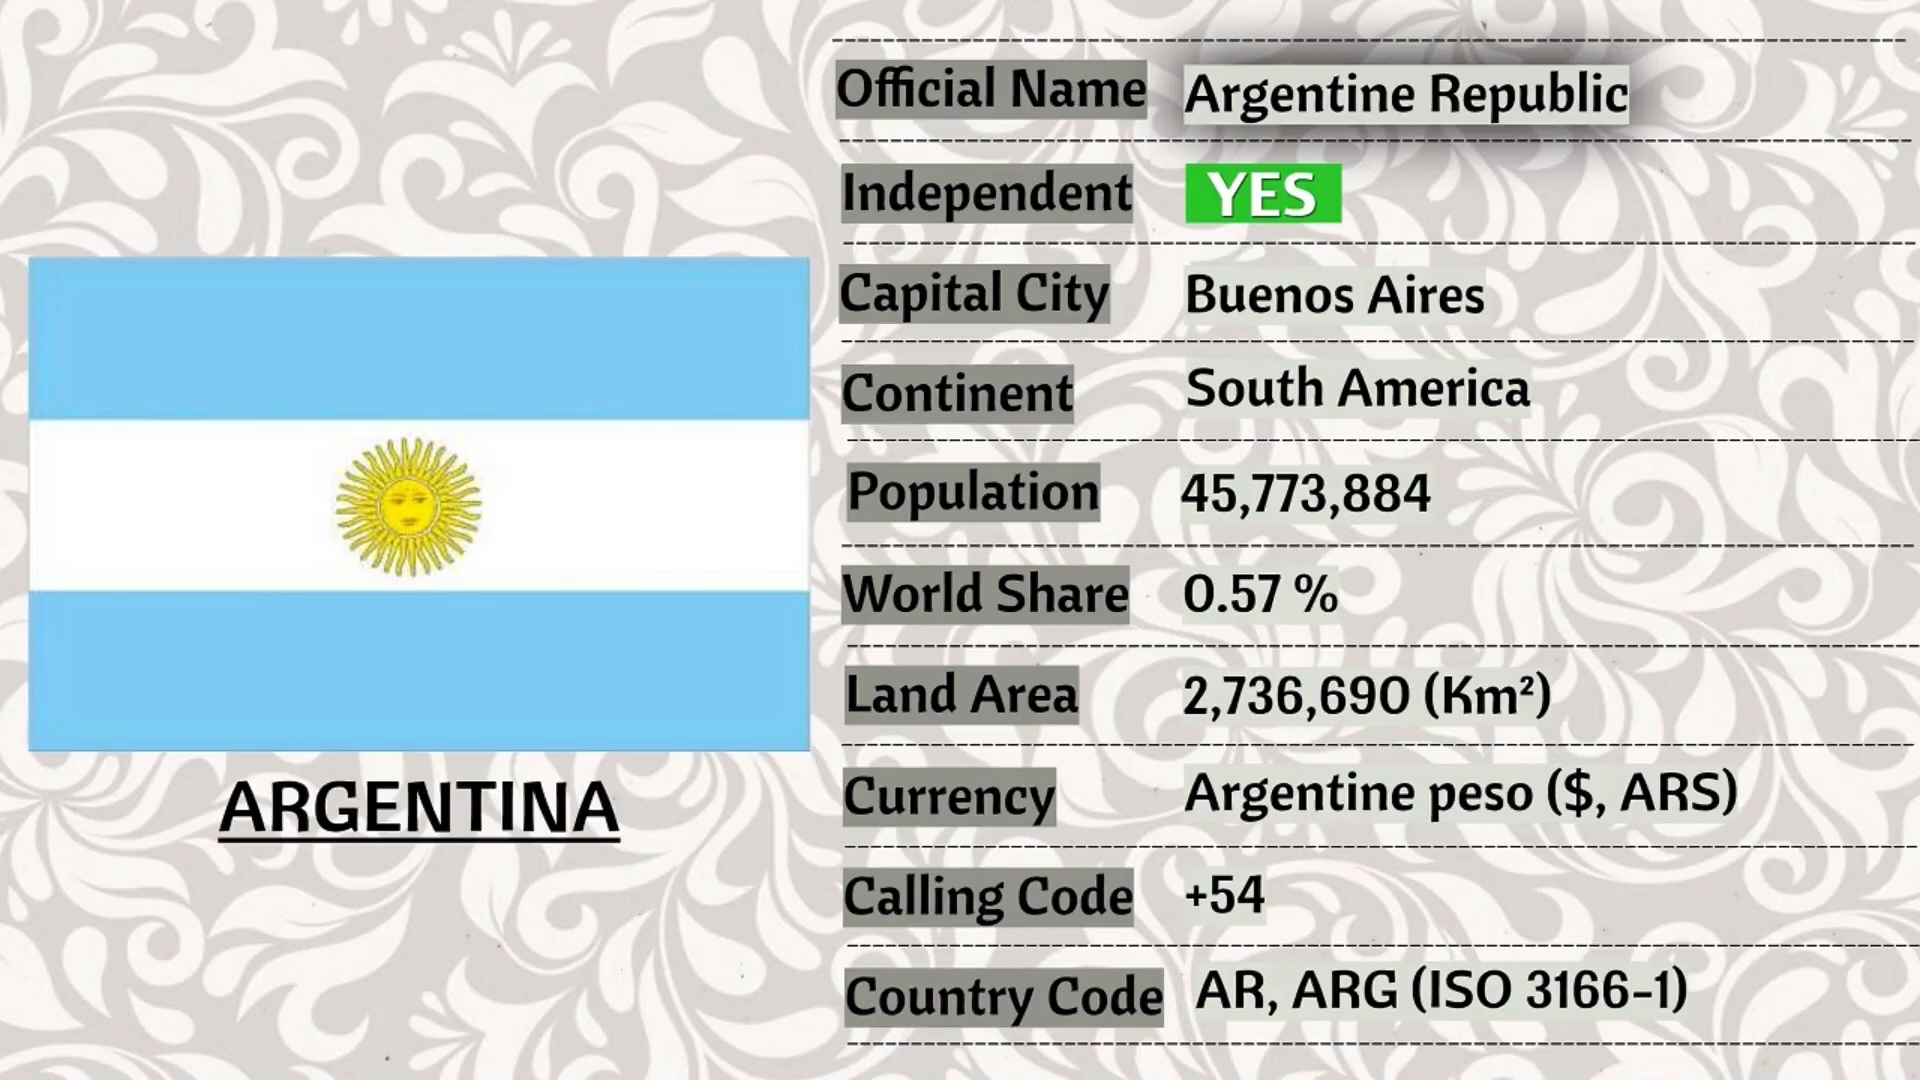 Official Name Argentine Republic
Independent YES
Capital City Buenos Aires
Continent South America
Population 45,773,884
World Share 0.57 %
Land Area 2,736,690 (Km²)
Currency Argentine peso ($, ARS)
Calling Code +54
Country Code AR, ARG (ISO 3166-1)
ARGENTINA